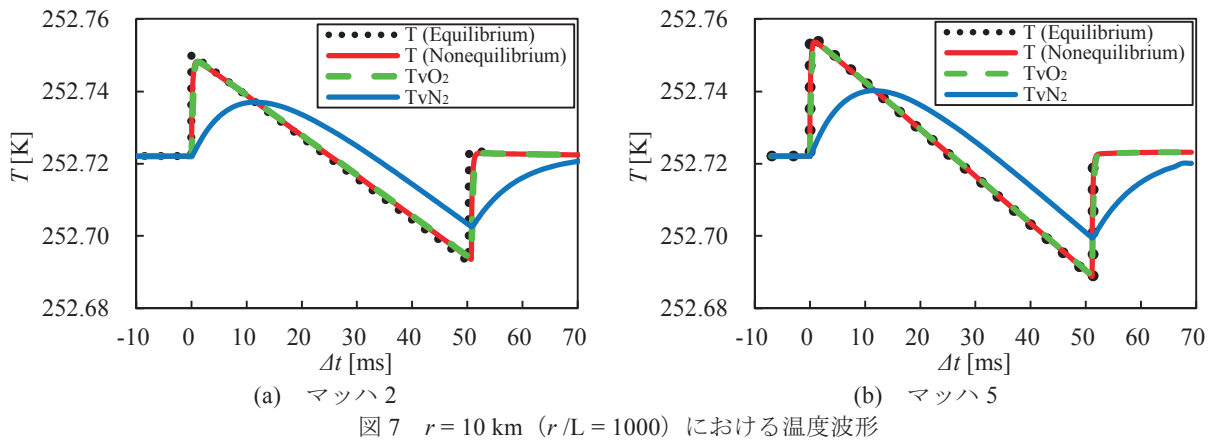 252.76
252.74
252.72
252.70
252.68
T [K]
T (Equilibrium)
T (Nonequilibrium)
TvO2
TvN2
-10 0 10 20 30 40 50 60 70
Δt [ms]
(a) マッハ 2
252.76
252.74
252.72
252.70
252.68
T [K]
T (Equilibrium)
T (Nonequilibrium)
TvO2
TvN2
-10 0 10 20 30 40 50 60 70
Δt [ms]
(b) マッハ 5
図 7 r = 10 km（r /L = 1000）における温度波形